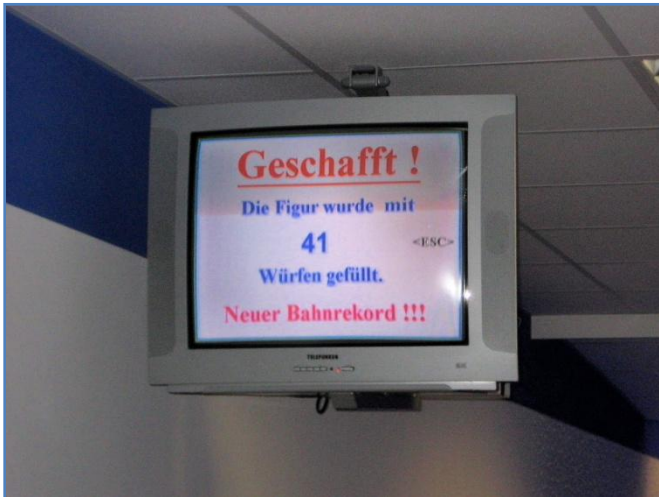 Geschafft !
Die Figur wurde mit
41
<ESC>
Würfen gefüllt.
Neuer Bahnrekord !!!
TELEFUNKEN